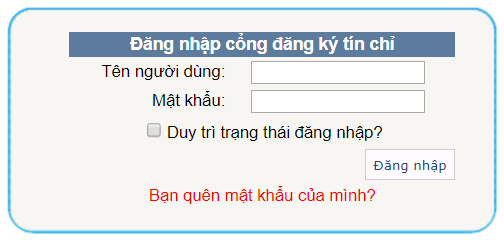 Đăng nhập cổng đăng ký tín chỉ
Tên người dùng:
Mật khẩu:
Duy trì trạng thái đăng nhập?
Đăng nhập
Bạn quên mật khẩu của mình?